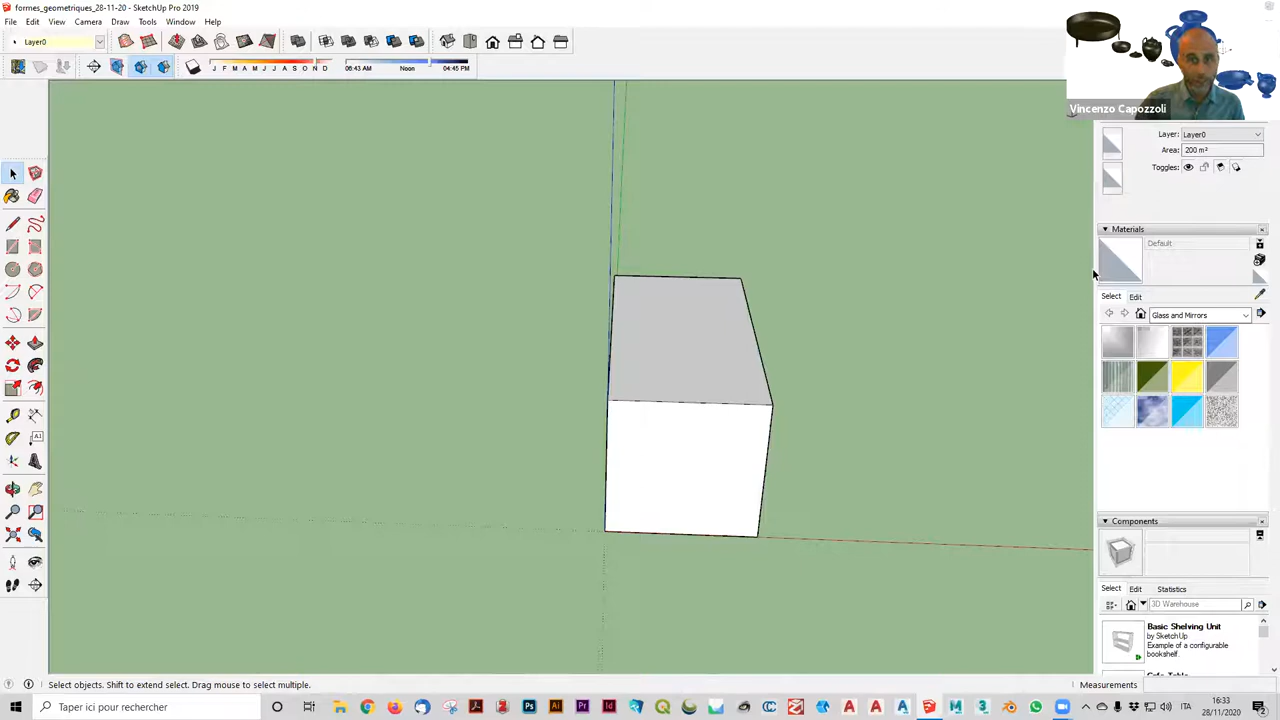 formes_geometriques_28-11-20 - SketchUp Pro 2019
File Edit View Camera Draw Tools Window Help
Layer0
J F M A M J J A S O N D 06:43 AM Noon 04:45 PM
Vincenzo Capozzoli
Layer: Layer0
Area: 200 m²
Toggles:
Materials
Default
Select Edit
Glass and Mirrors
Components
Select Edit Statistics
3D Warehouse
Basic Shelving Unit
by SketchUp
Example of a configurable
bookshelf.
Select objects. Shift to extend select. Drag mouse to select multiple.
Measurements
Taper ici pour rechercher
ITA
16:33
28/11/2020